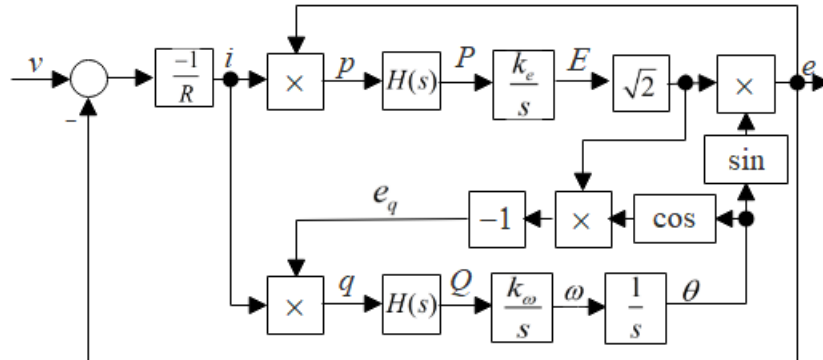 v
-
-1
R
i
×
p
H(s)
P
k_e
s
E
√2
×
e
sin
e_q
-1
×
cos
×
q
H(s)
Q
k_ω
s
ω
1
s
θ